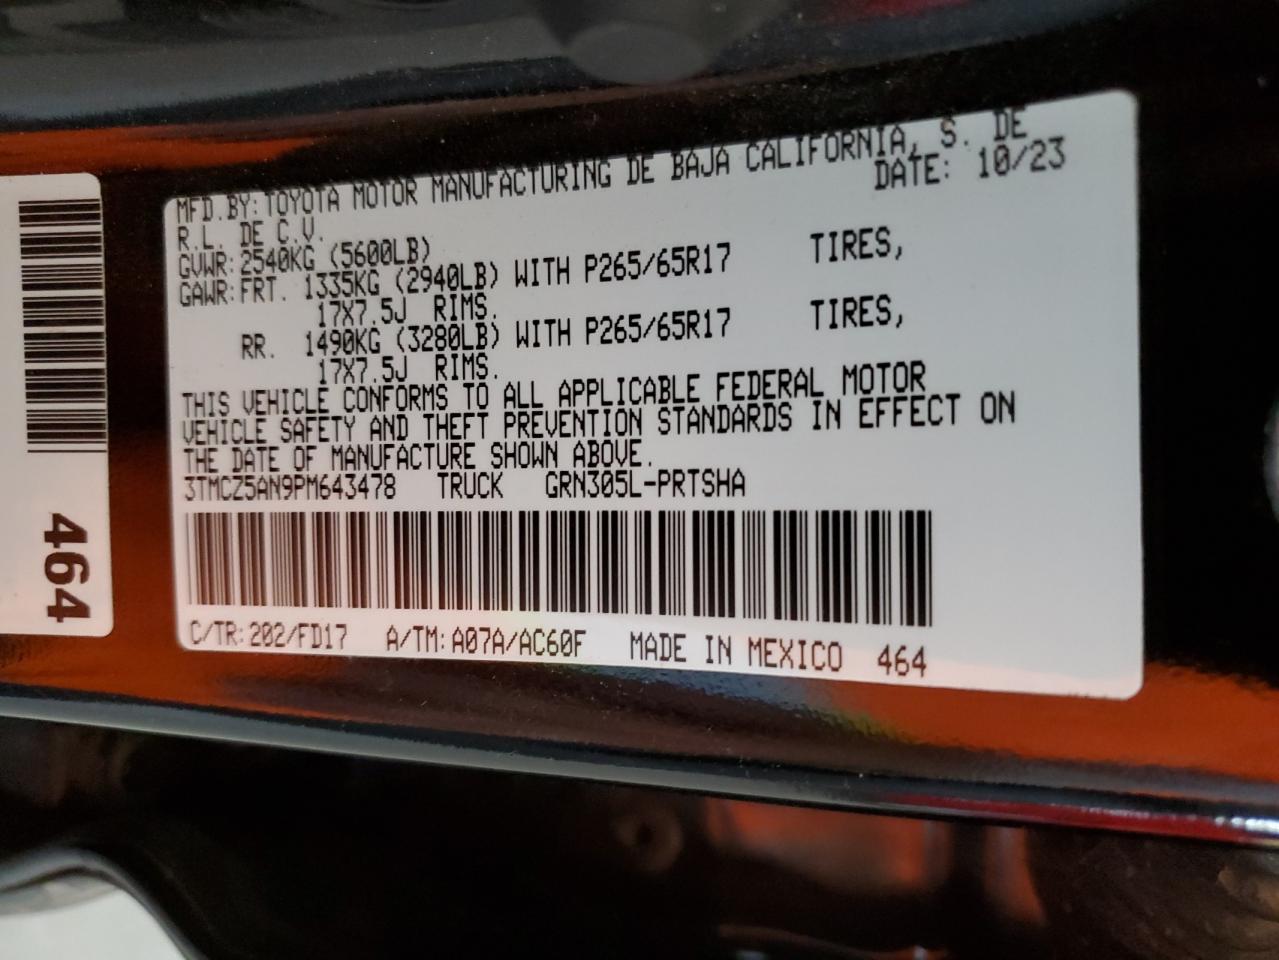 MFD.BY:TOYOTA MOTOR MANUFACTURING DE BAJA CALIFORNIA, S. DE
R.L. DE C.V. DATE: 10/23
GVWR:2540KG (5600LB)
GAWR:FRT. 1335KG (2940LB) WITH P265/65R17 TIRES,
17X7.5J RIMS.
RR. 1490KG (3280LB) WITH P265/65R17 TIRES,
17X7.5J RIMS.
THIS VEHICLE CONFORMS TO ALL APPLICABLE FEDERAL MOTOR
VEHICLE SAFETY AND THEFT PREVENTION STANDARDS IN EFFECT ON
THE DATE OF MANUFACTURE SHOWN ABOVE.
3TMCZ5AN9PM643478 TRUCK GRN305L-PRTSHA
C/TR:202/FD17 A/TM:A07A/AC60F MADE IN MEXICO 464
464